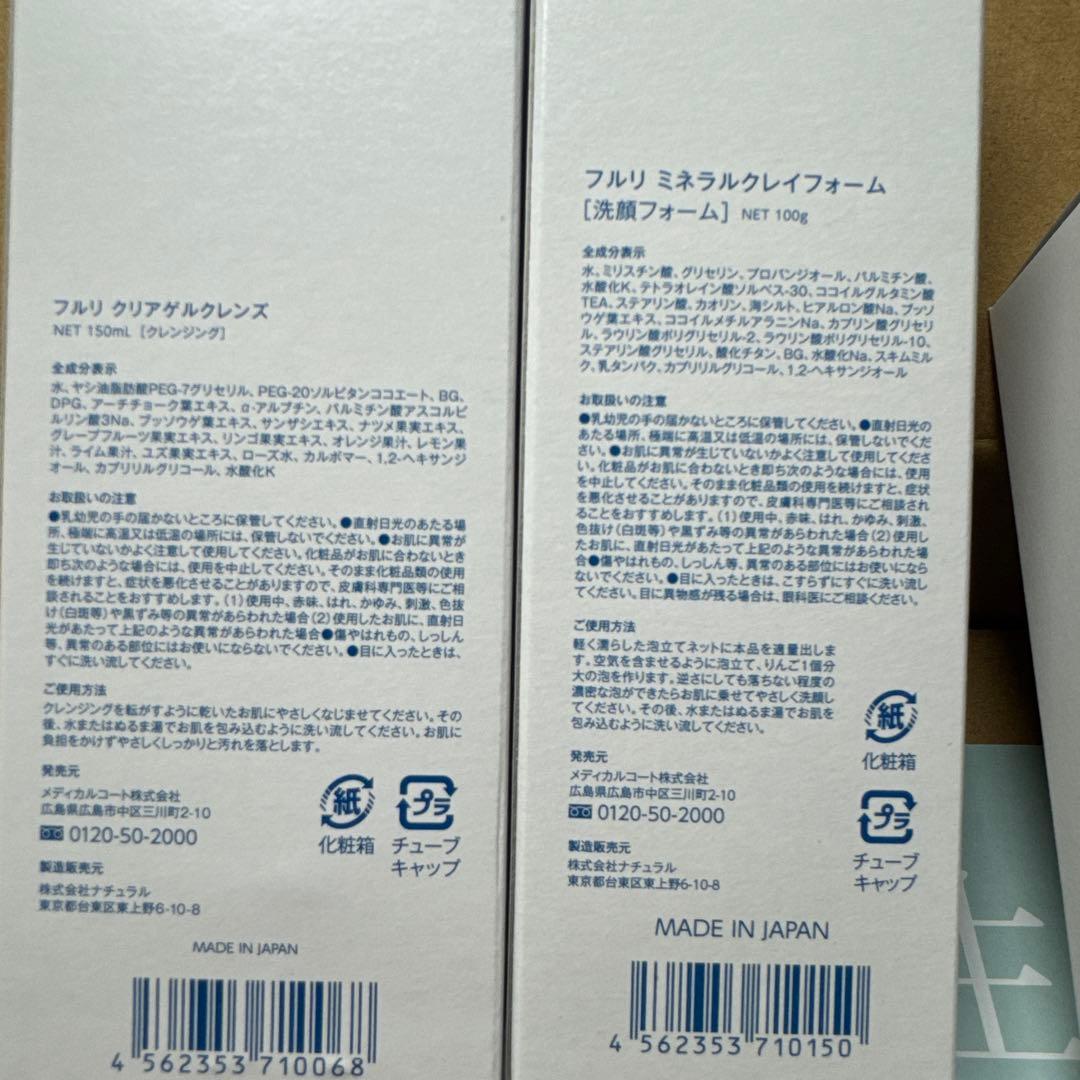 フルリ クリアゲルクレンズ
NET 150mL [クレンジング]
全成分表示
水、ヤシ油脂肪酸PEG-7グリセリル、PEG-20ソルビタンココエート、BG、
DPG、アーチチョーク葉エキス、α-アルブチン、パルミチン酸アスコルビ
ルリン酸3Na、ブッソウゲ葉エキス、サンザシエキス、ナツメ果実エキス、
グレープフルーツ果実エキス、リンゴ果実エキス、オレンジ果汁、レモン果
汁、ライム果汁、ユズ果実エキス、ローズ水、カルボマー、1,2-ヘキサンジ
オール、カプリリルグリコール、水酸化K
お取扱いの注意
●乳幼児の手の届かないところに保管してください。●直射日光のあたる場
所、極端に高温又は低温の場所には、保管しないでください。●お肌に異常が
生じていないかよく注意して使用してください。化粧品がお肌に合わないとき
即ち次のような場合には、使用を中止してください。そのまま化粧品類の使用
を続けますと、症状を悪化させることがありますので、皮膚科専門医等にご相
談されることをおすすめします。(1)使用中、赤味、はれ、かゆみ、刺激、色抜
け(白斑等)や黒ずみ等の異常があらわれた場合(2)使用したお肌に、直射日
光があたって上記のような異常があらわれた場合●傷やはれもの、しっしん
等、異常のある部位にはお使いにならないでください。●目に入ったときは、
すぐに洗い流してください。
ご使用方法
クレンジングを転がすように乾いたお肌にやさしくなじませてください。その
後、水またはぬるま湯でお肌を包み込むように洗い流してください。お肌に
負担をかけずやさしくしっかりと汚れを落とします。
発売元
メディカルコート株式会社
広島県広島市中区三川町2-10
0120-50-2000
製造販売元
株式会社ナチュラル
東京都台東区東上野6-10-8
紙
化粧箱
プラ
チューブ
キャップ
MADE IN JAPAN
4 562353 710068
フルリ ミネラルクレイフォーム
[洗顔フォーム] NET 100g
全成分表示
水、ミリスチン酸、グリセリン、プロパンジオール、パルミチン酸、
水酸化K、テトラオレイン酸ソルベス-30、ココイルグルタミン酸
TEA、ステアリン酸、カオリン、海シルト、ヒアルロン酸Na、ブッソ
ウゲ葉エキス、ココイルメチルアラニンNa、カプリン酸グリセリ
ル、ラウリン酸ポリグリセリル-2、ラウリン酸ポリグリセリル-10、
ステアリン酸グリセリル、酸化チタン、BG、水酸化Na、スキムミル
ク、乳タンパク、カプリリルグリコール、1,2-ヘキサンジオール
お取扱いの注意
●乳幼児の手の届かないところに保管してください。●直射日光の
あたる場所、極端に高温又は低温の場所には、保管しないでくださ
い。●お肌に異常が生じていないかよく注意して使用してくださ
い。化粧品がお肌に合わないとき即ち次のような場合には、使用
を中止してください。そのまま化粧品類の使用を続けますと、症状
を悪化させることがありますので、皮膚科専門医等にご相談され
ることをおすすめします。(1)使用中、赤味、はれ、かゆみ、刺激、
色抜け(白斑等)や黒ずみ等の異常があらわれた場合(2)使用し
たお肌に、直射日光があたって上記のような異常があらわれた場
合●傷やはれもの、しっしん等、異常のある部位にはお使いになら
ないでください。●目に入ったときは、こすらずにすぐに洗い流し
てください。目に異物感が残る場合は、眼科医にご相談ください。
ご使用方法
軽く濡らした泡立てネットに本品を適量出しま
す。空気を含ませるように泡立て、りんご1個分
大の泡を作ります。逆さにしても落ちない程度の
濃密な泡ができたらお肌に乗せてやさしく洗顔し
てください。その後、水またはぬるま湯でお肌を
包み込むように洗い流してください。
発売元
メディカルコート株式会社
広島県広島市中区三川町2-10
0120-50-2000
製造販売元
株式会社ナチュラル
東京都台東区東上野6-10-8
紙
化粧箱
プラ
チューブ
キャップ
MADE IN JAPAN
4 562353 710150